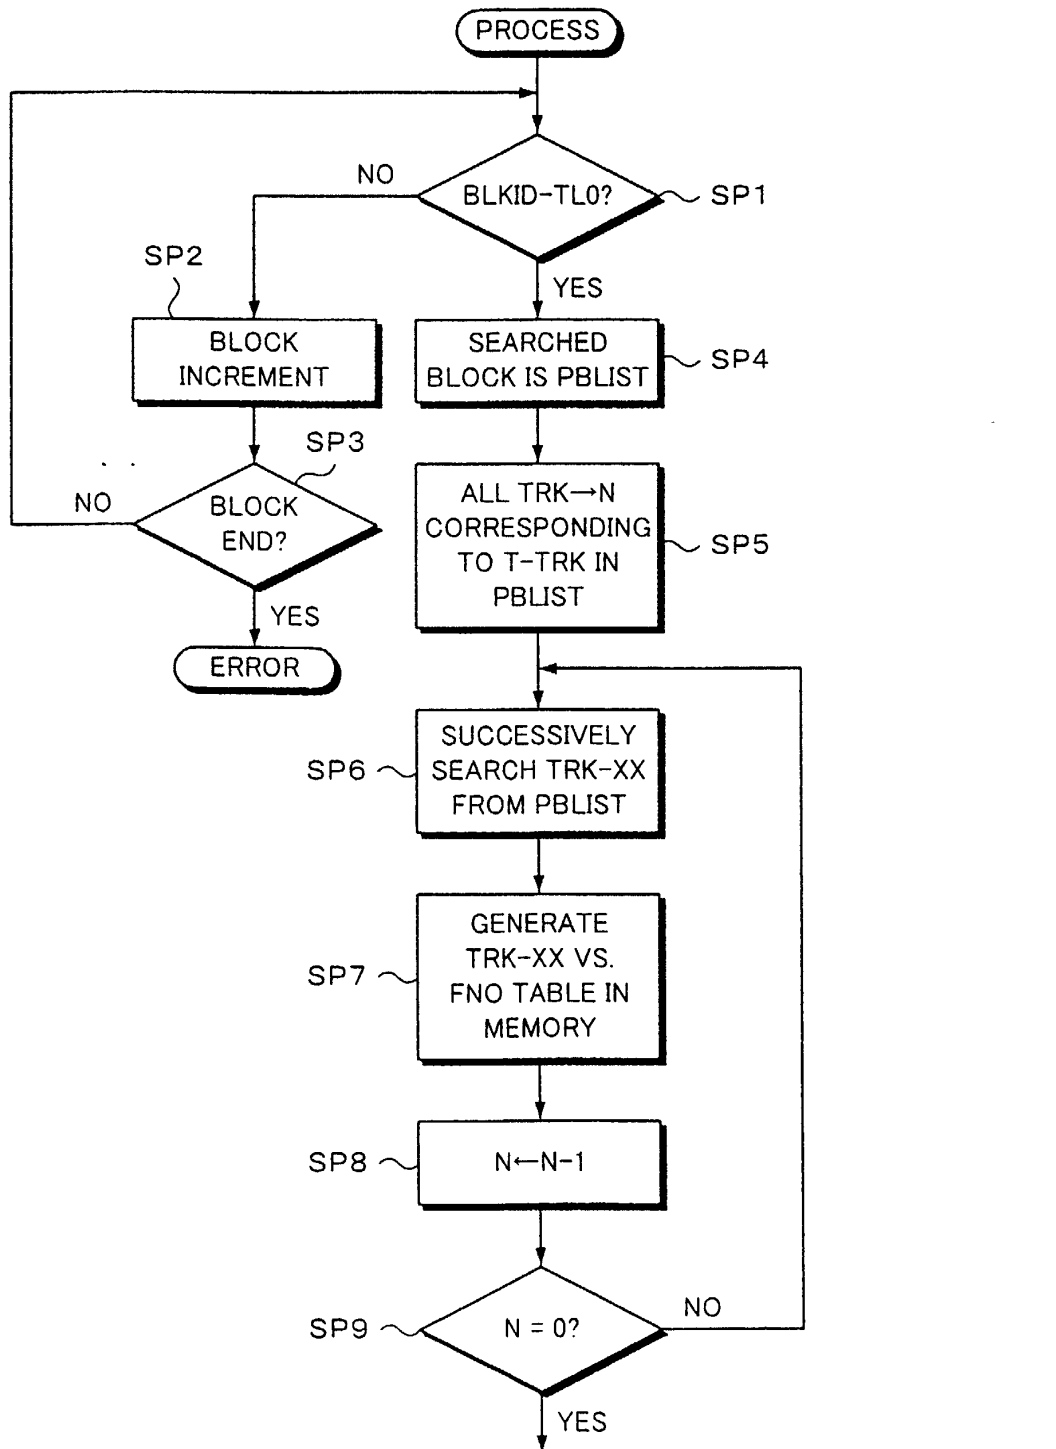 PROCESS
NO
BLKID-TL0?
SP1
SP2
YES
BLOCK
INCREMENT
SEARCHED
BLOCK IS PBLIST
SP4
SP3
NO
BLOCK
END?
ALL TRK→N
CORRESPONDING
TO T-TRK IN
PBLIST
SP5
YES
ERROR
SP6
SUCCESSIVELY
SEARCH TRK-XX
FROM PBLIST
SP7
GENERATE
TRK-XX VS.
FNO TABLE IN
MEMORY
SP8
N←N-1
SP9
N = 0?
NO
YES